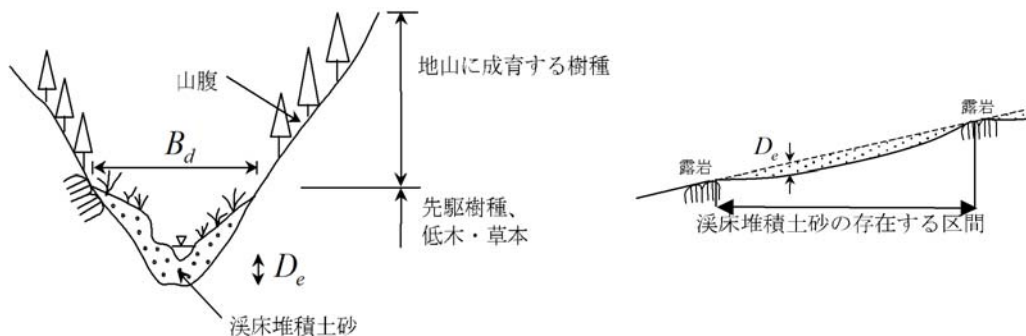 地山に成育する樹種
山腹
B_d
先駆樹種、
低木・草本
D_e
渓床堆積土砂
露岩
D_e
露岩
渓床堆積土砂の存在する区間